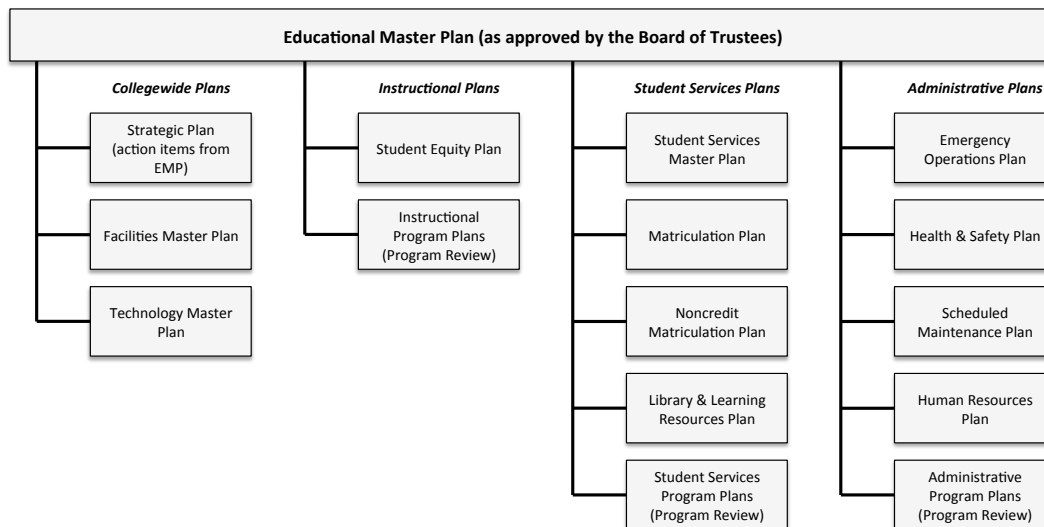 Educational Master Plan (as approved by the Board of Trustees)
Collegewide Plans
Strategic Plan
(action items from
EMP)
Facilities Master Plan
Technology Master
Plan
Instructional Plans
Student Equity Plan
Instructional
Program Plans
(Program Review)
Student Services Plans
Student Services
Master Plan
Matriculation Plan
Noncredit
Matriculation Plan
Library & Learning
Resources Plan
Student Services
Program Plans
(Program Review)
Administrative Plans
Emergency
Operations Plan
Health & Safety Plan
Scheduled
Maintenance Plan
Human Resources
Plan
Administrative
Program Plans
(Program Review)